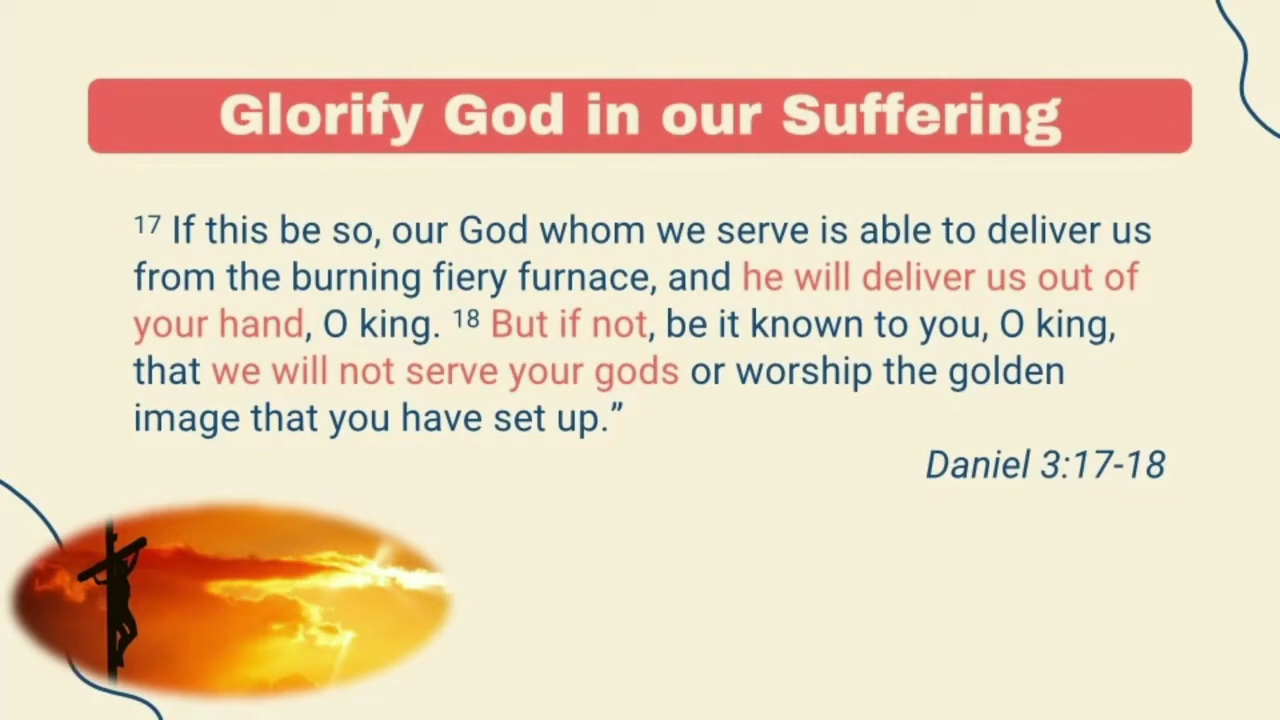 Glorify God in our Suffering
17 If this be so, our God whom we serve is able to deliver us
from the burning fiery furnace, and he will deliver us out of
your hand, O king. 18 But if not, be it known to you, O king,
that we will not serve your gods or worship the golden
image that you have set up.”
Daniel 3:17-18